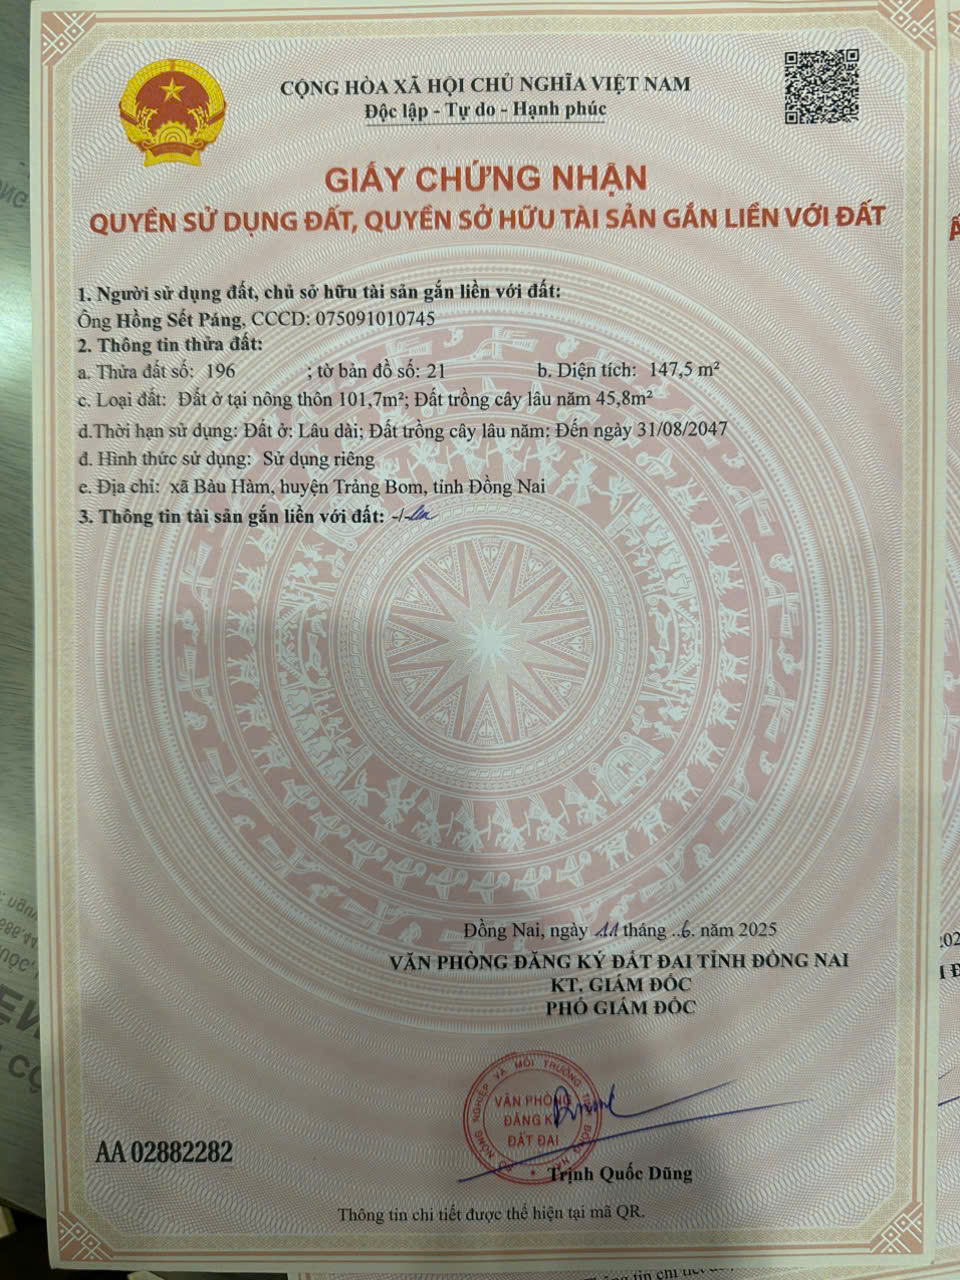 CỘNG HÒA XÃ HỘI CHỦ NGHĨA VIỆT NAM
Độc lập - Tự do - Hạnh phúc
GIẤY CHỨNG NHẬN
QUYỀN SỬ DỤNG ĐẤT, QUYỀN SỞ HỮU TÀI SẢN GẮN LIỀN VỚI ĐẤT
1. Người sử dụng đất, chủ sở hữu tài sản gắn liền với đất:
Ông Hồng Sết Páng, CCCD: 075091010745
2. Thông tin thửa đất:
a. Thửa đất số: 196 ; tờ bản đồ số: 21 b. Diện tích: 147,5 m²
c. Loại đất: Đất ở tại nông thôn 101,7m²; Đất trồng cây lâu năm 45,8m²
d.Thời hạn sử dụng: Đất ở: Lâu dài; Đất trồng cây lâu năm: Đến ngày 31/08/2047
đ. Hình thức sử dụng: Sử dụng riêng
e. Địa chỉ: xã Bàu Hàm, huyện Trảng Bom, tỉnh Đồng Nai
3. Thông tin tài sản gắn liền với đất: -/-
Đồng Nai, ngày 11 tháng ..6. năm 2025
VĂN PHÒNG ĐĂNG KÝ ĐẤT ĐAI TỈNH ĐỒNG NAI
KT. GIÁM ĐỐC
PHÓ GIÁM ĐỐC
VĂN PHÒNG
ĐĂNG K
ĐẤT ĐAI
AA 02882282
Trịnh Quốc Dũng
Thông tin chi tiết được thể hiện tại mã QR.